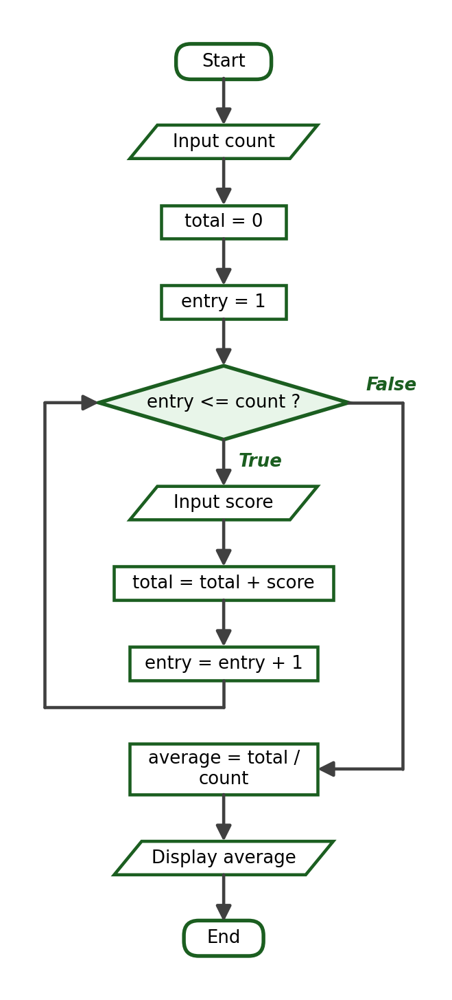 Start
Input count
total = 0
entry = 1
entry <= count ?
False
True
Input score
total = total + score
entry = entry + 1
average = total /
count
Display average
End